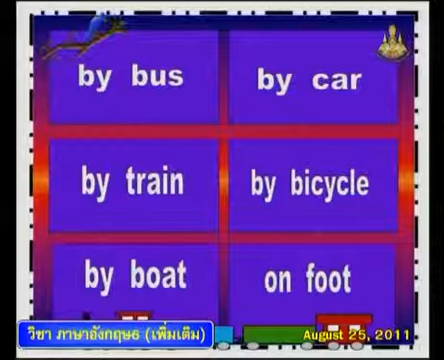 by bus
by car
by train
by bicycle
by boat
on foot
วิชา ภาษาอังกฤษ6 (เพิ่มเติม)
August 25, 2011